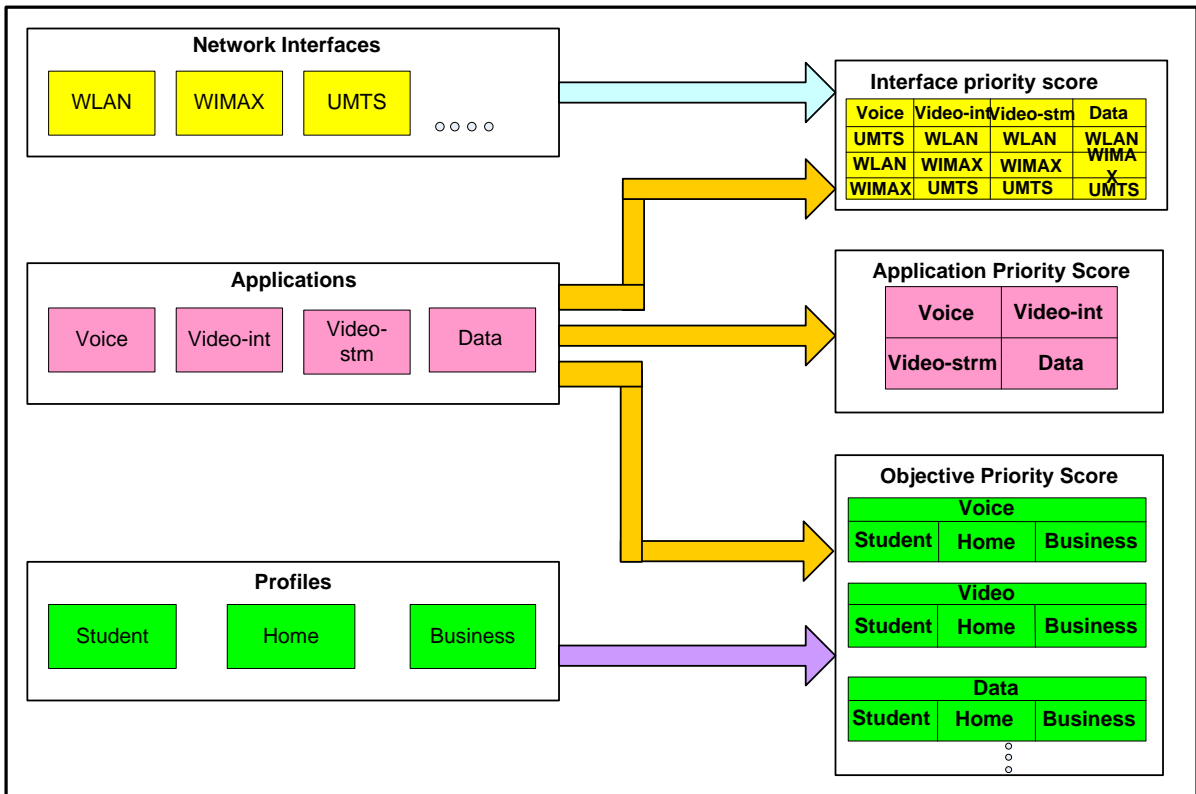 Network Interfaces
WLAN
WIMAX
UMTS
Interface priority score
Voice Video-int Video-stm Data
UMTS WLAN WLAN WLAN
WLAN WIMAX WIMAX WIMA
X
WIMAX UMTS UMTS UMTS
Applications
Voice
Video-int
Video-
stm
Data
Application Priority Score
Voice Video-int
Video-strm Data
Profiles
Student
Home
Business
Objective Priority Score
Voice
Student Home Business
Video
Student Home Business
Data
Student Home Business